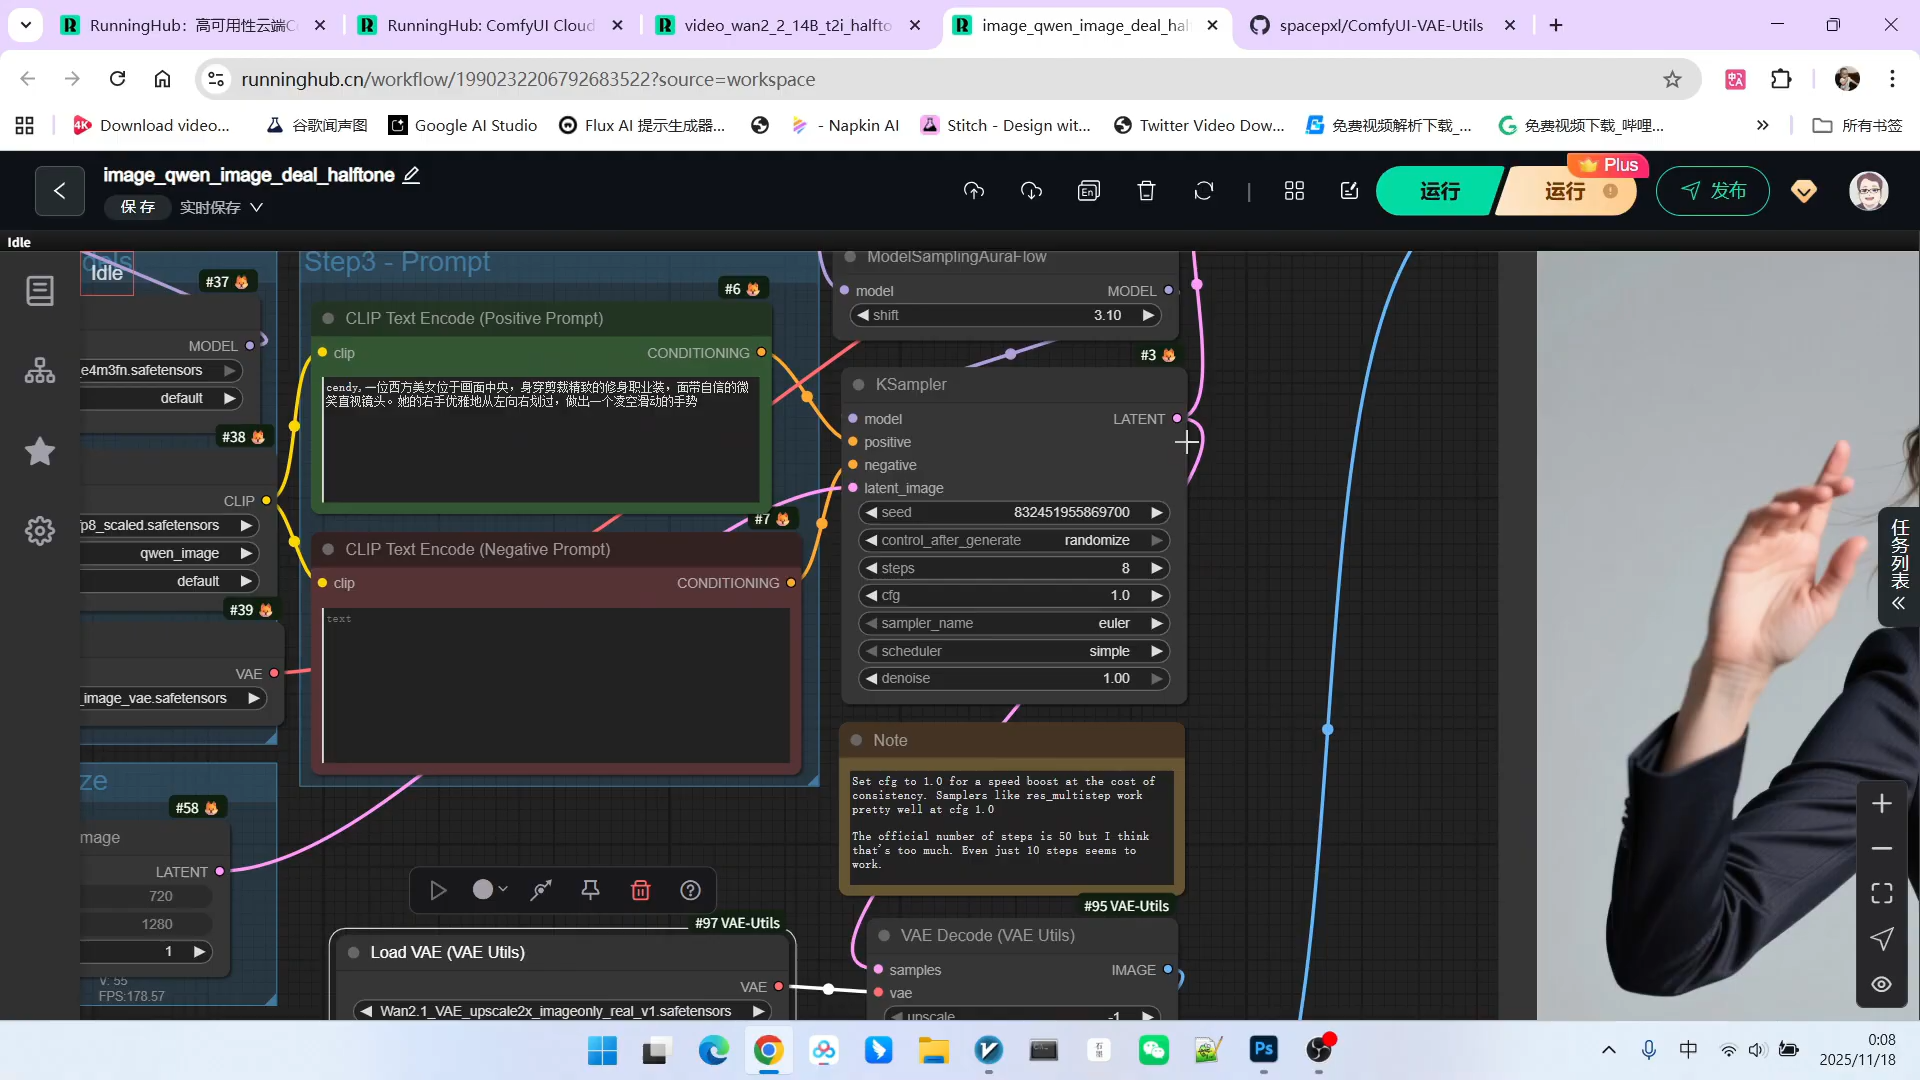 RunningHub：高可用性云端C
RunningHub: ComfyUI Cloud
video_wan2_2_14B_t2i_halfto
image_qwen_image_deal_hal
spacepxl/ComfyUI-VAE-Utils
runninghub.cn/workflow/1990232206792683522?source=workspace
4K Download video...
谷歌闻声图
Google AI Studio
Flux AI 提示生成器...
- Napkin AI
Stitch - Design wit...
Twitter Video Dow...
免费视频解析下载_...
免费视频下载_哔哩...
所有书签
image_qwen_image_deal_halftone
保 存 实时保存
En
运行
运行
Plus
发布
Idle
Idle
Step3 - Prompt
#37
MODEL
e4m3fn.safetensors
default
#38
CLIP
p8_scaled.safetensors
qwen_image
default
#39
VAE
_image_vae.safetensors
ze
#58
mage
LATENT
720
1280
1
V: 55
FPS:178.57
#6
CLIP Text Encode (Positive Prompt)
clip CONDITIONING
cendy,一位西方美女位于画面中央，身穿剪裁精致的修身职业装，面带自信的微
笑直视镜头。她的右手优雅地从左向右划过，做出一个凌空滑动的手势
#7
CLIP Text Encode (Negative Prompt)
clip CONDITIONING
text
#97 VAE-Utils
Load VAE (VAE Utils)
VAE
Wan2.1_VAE_upscale2x_imageonly_real_v1.safetensors
ModelSamplingAuraFlow
model MODEL
shift 3.10
#3
KSampler
model LATENT
positive
negative
latent_image
seed 832451955869700
control_after_generate randomize
steps 8
cfg 1.0
sampler_name euler
scheduler simple
denoise 1.00
Note
Set cfg to 1.0 for a speed boost at the cost of
consistency. Samplers like res_multistep work
pretty well at cfg 1.0
The official number of steps is 50 but I think
that's too much. Even just 10 steps seems to
work.
#95 VAE-Utils
VAE Decode (VAE Utils)
samples IMAGE
vae
upscale -1
任务列表
Ps
中
0:08
2025/11/18